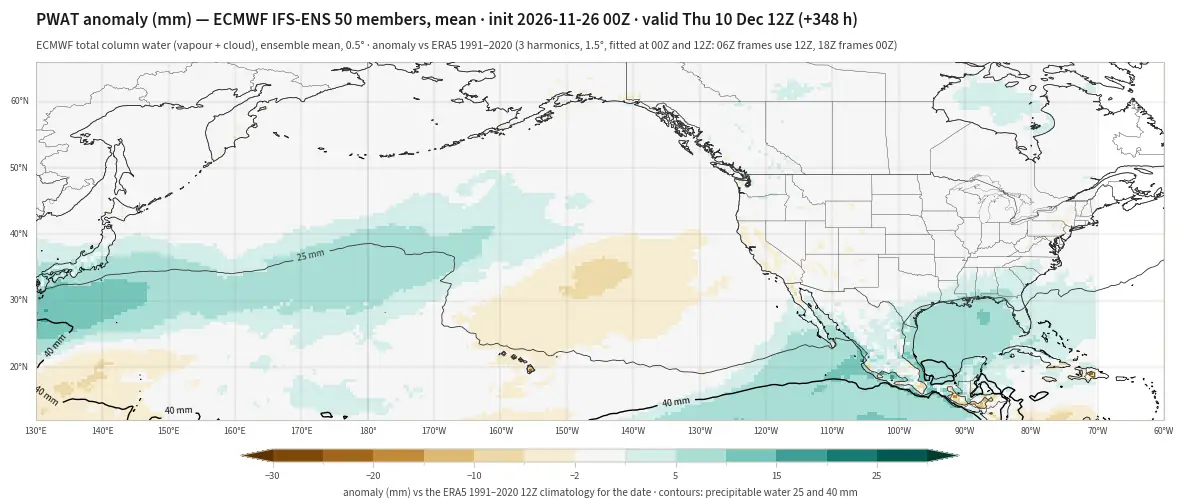 PWAT anomaly (mm) — ECMWF IFS-ENS 50 members, mean · init 2026-11-26 00Z · valid Thu 10 Dec 12Z (+348 h)
ECMWF total column water (vapour + cloud), ensemble mean, 0.5° · anomaly vs ERA5 1991–2020 (3 harmonics, 1.5°, fitted at 00Z and 12Z: 06Z frames use 12Z, 18Z frames 00Z)
60°N
50°N
40°N
25 mm
30°N
40 mm
20°N
40 mm
40 mm
40 mm
130°E 140°E 150°E 160°E 170°E 180° 170°W 160°W 150°W 140°W 130°W 120°W 110°W 100°W 90°W 80°W 70°W 60°W
−30 −20 −10 −2 5 15 25
anomaly (mm) vs the ERA5 1991–2020 12Z climatology for the date · contours: precipitable water 25 and 40 mm